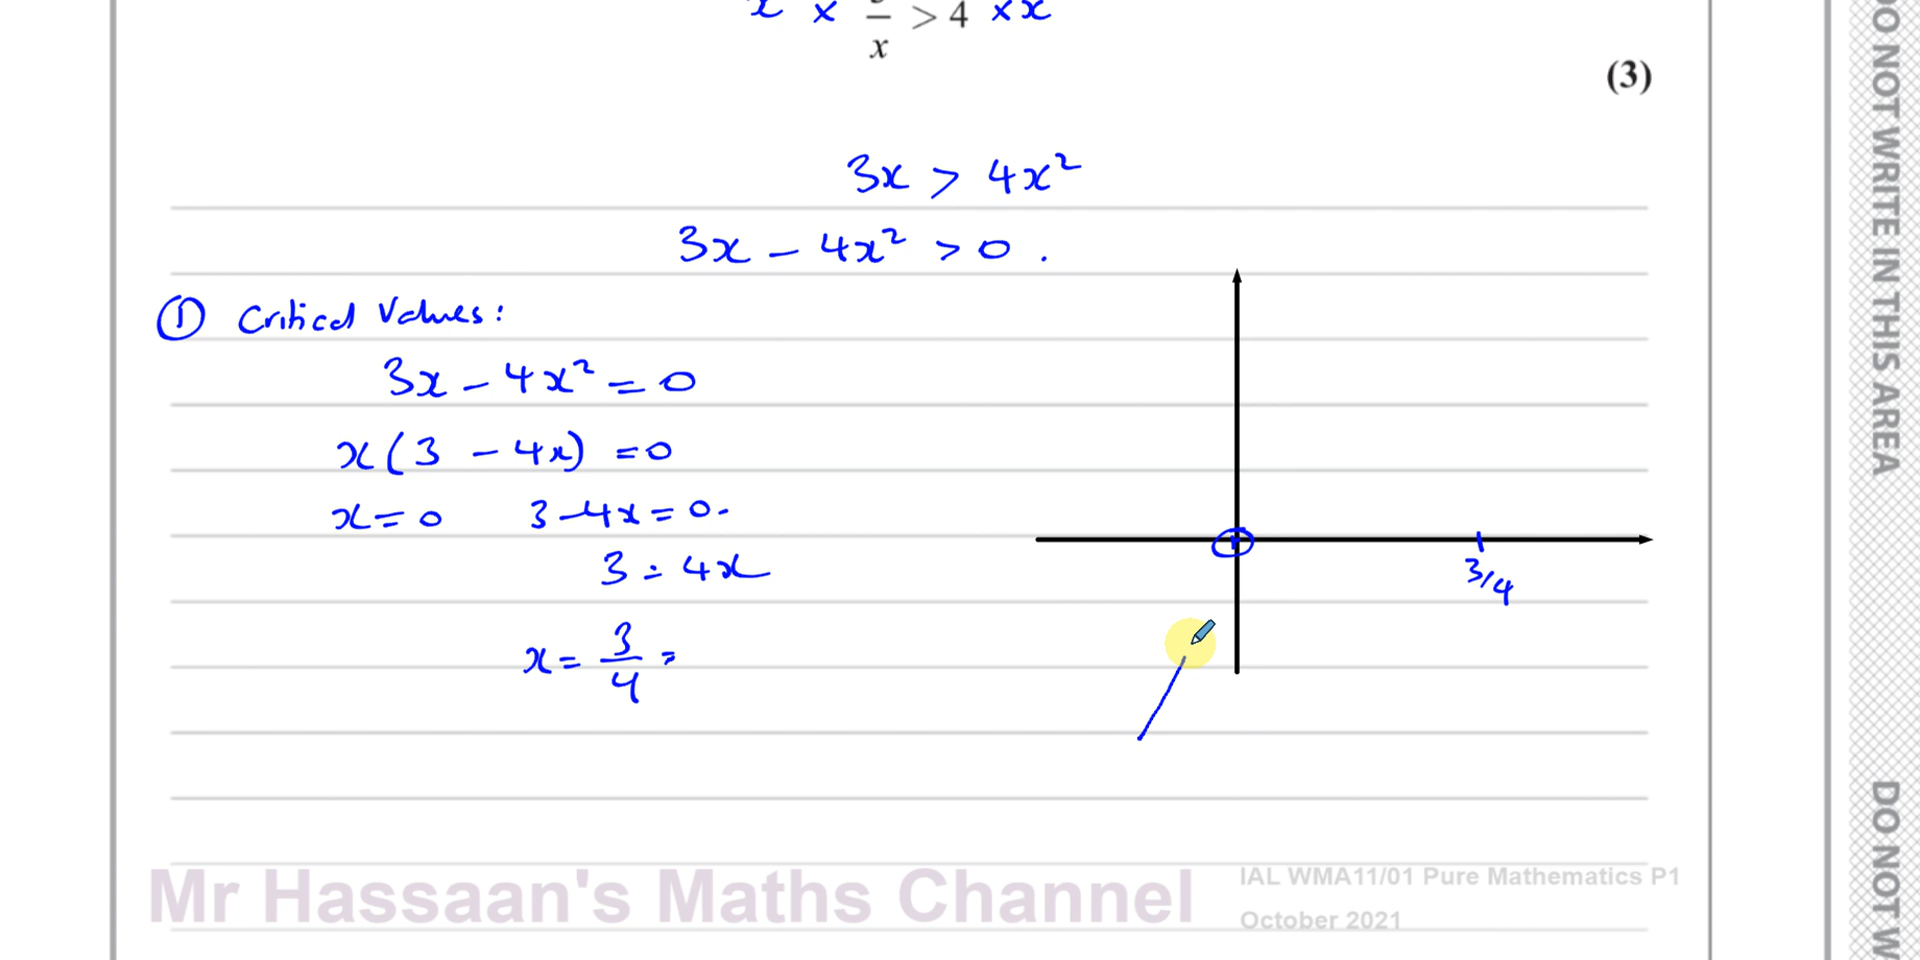 x × 3/x > 4 × x
(3)
3x > 4x²
3x – 4x² > 0 .
① Critical Values:
3x – 4x² = 0
x(3 – 4x) = 0
x = 0 3 – 4x = 0.
3 = 4x
3/4
x = 3/4 =
Mr Hassaan's Maths Channel
IAL WMA11/01 Pure Mathematics P1
October 2021
DO NOT WRITE IN THIS AREA
DO NOT W